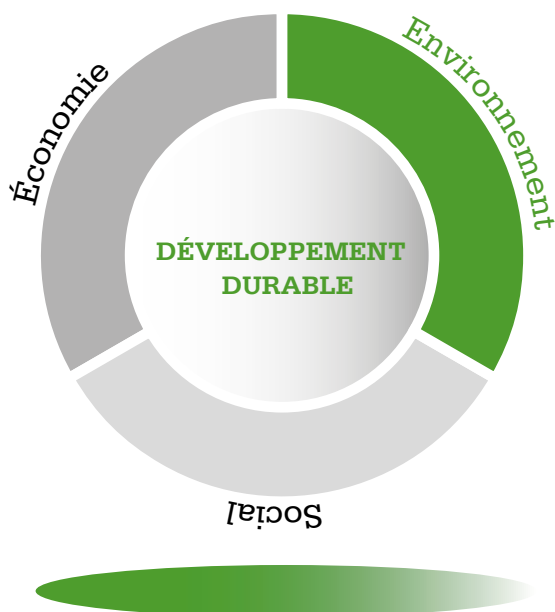 Économie
Environnement
DÉVELOPPEMENT
DURABLE
Social